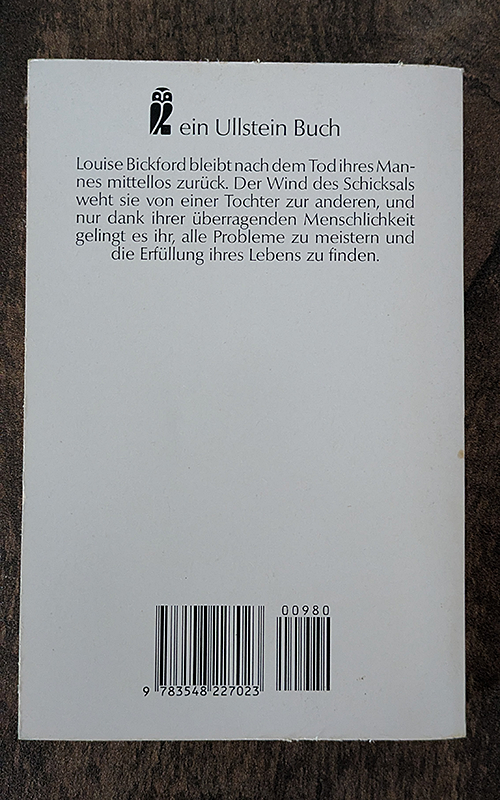 ein Ullstein Buch
Louise Bickford bleibt nach dem Tod ihres Man-
nes mittellos zurück. Der Wind des Schicksals
weht sie von einer Tochter zur anderen, und
nur dank ihrer überragenden Menschlichkeit
gelingt es ihr, alle Probleme zu meistern und
die Erfüllung ihres Lebens zu finden.
00980
9 783548 227023